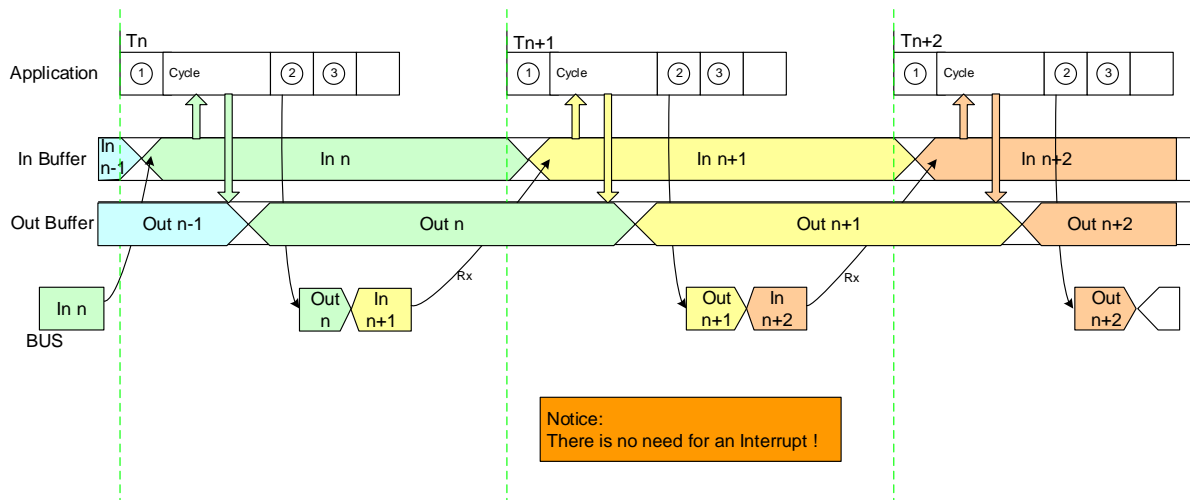 Tn
Tn+1
Tn+2
Application
① Cycle ② ③
① Cycle ② ③
① Cycle ② ③
In Buffer
In
n-1
In n
In n+1
In n+2
Out Buffer
Out n-1
Out n
Out n+1
Out n+2
Rx
Rx
In n
BUS
Out
n
In
n+1
Out
n+1
In
n+2
Out
n+2
Notice:
There is no need for an Interrupt !